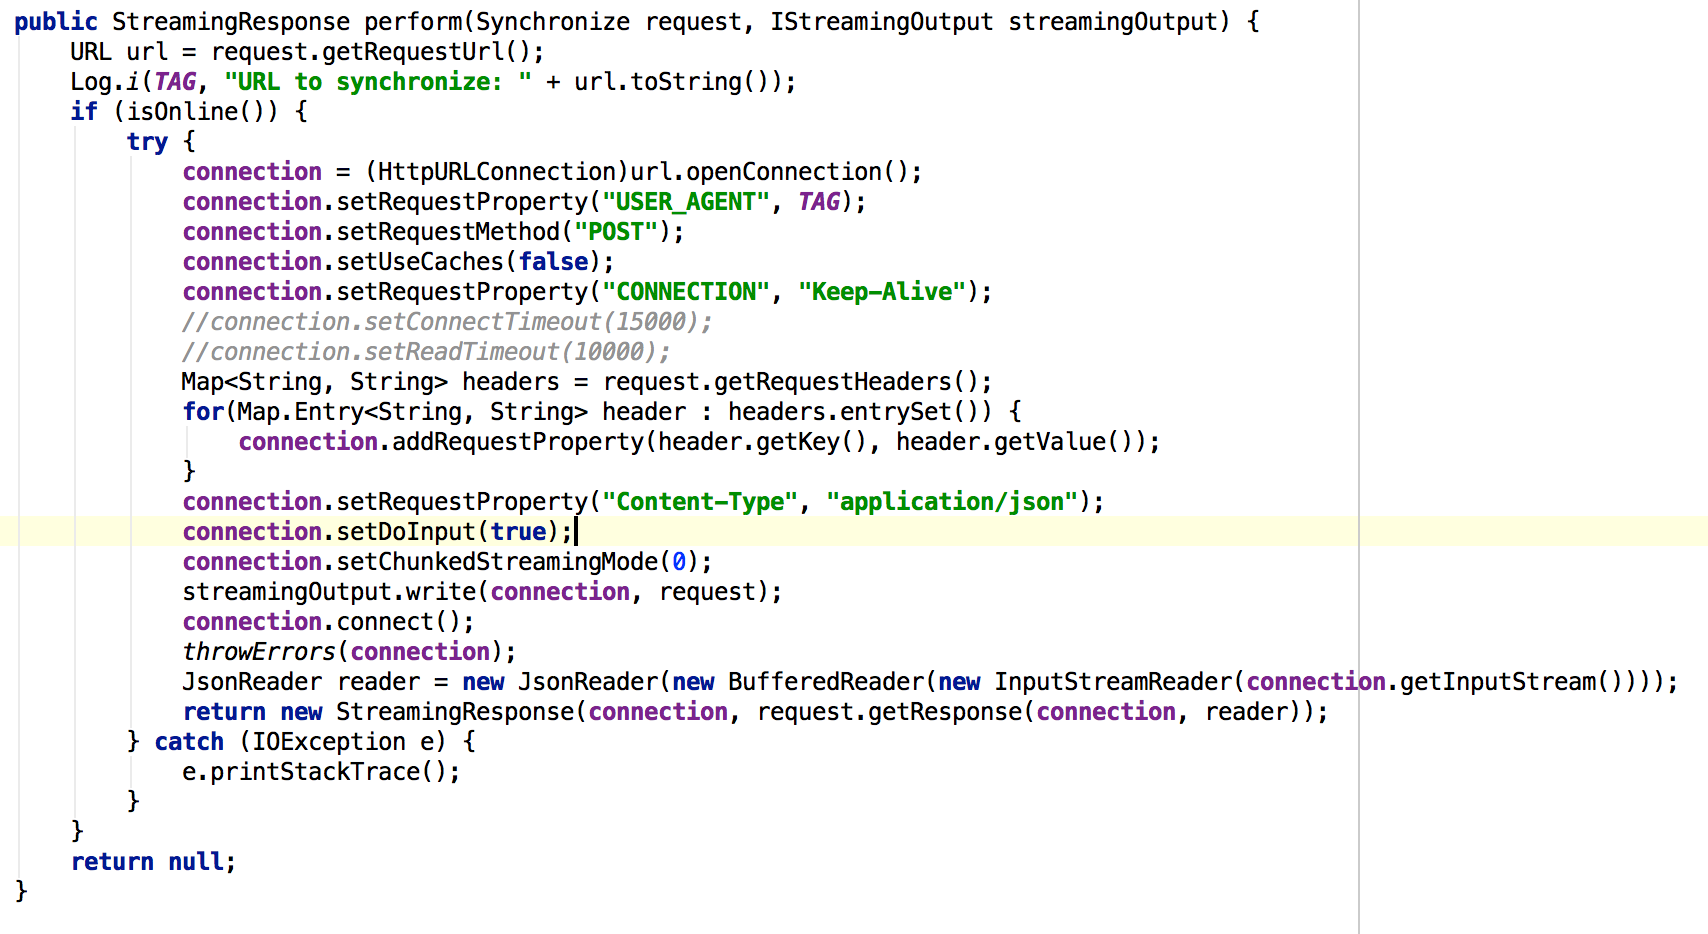 public StreamingResponse perform(Synchronize request, IStreamingOutput streamingOutput) {
    URL url = request.getRequestUrl();
    Log.i(TAG, "URL to synchronize: " + url.toString());
    if (isOnline()) {
        try {
            connection = (HttpURLConnection)url.openConnection();
            connection.setRequestProperty("USER_AGENT", TAG);
            connection.setRequestMethod("POST");
            connection.setUseCaches(false);
            connection.setRequestProperty("CONNECTION", "Keep-Alive");
            //connection.setConnectTimeout(15000);
            //connection.setReadTimeout(10000);
            Map<String, String> headers = request.getRequestHeaders();
            for(Map.Entry<String, String> header : headers.entrySet()) {
                connection.addRequestProperty(header.getKey(), header.getValue());
            }
            connection.setRequestProperty("Content-Type", "application/json");
            connection.setDoInput(true);
            connection.setChunkedStreamingMode(0);
            streamingOutput.write(connection, request);
            connection.connect();
            throwErrors(connection);
            JsonReader reader = new JsonReader(new BufferedReader(new InputStreamReader(connection.getInputStream())));
            return new StreamingResponse(connection, request.getResponse(connection, reader));
        } catch (IOException e) {
            e.printStackTrace();
        }
    }
    return null;
}